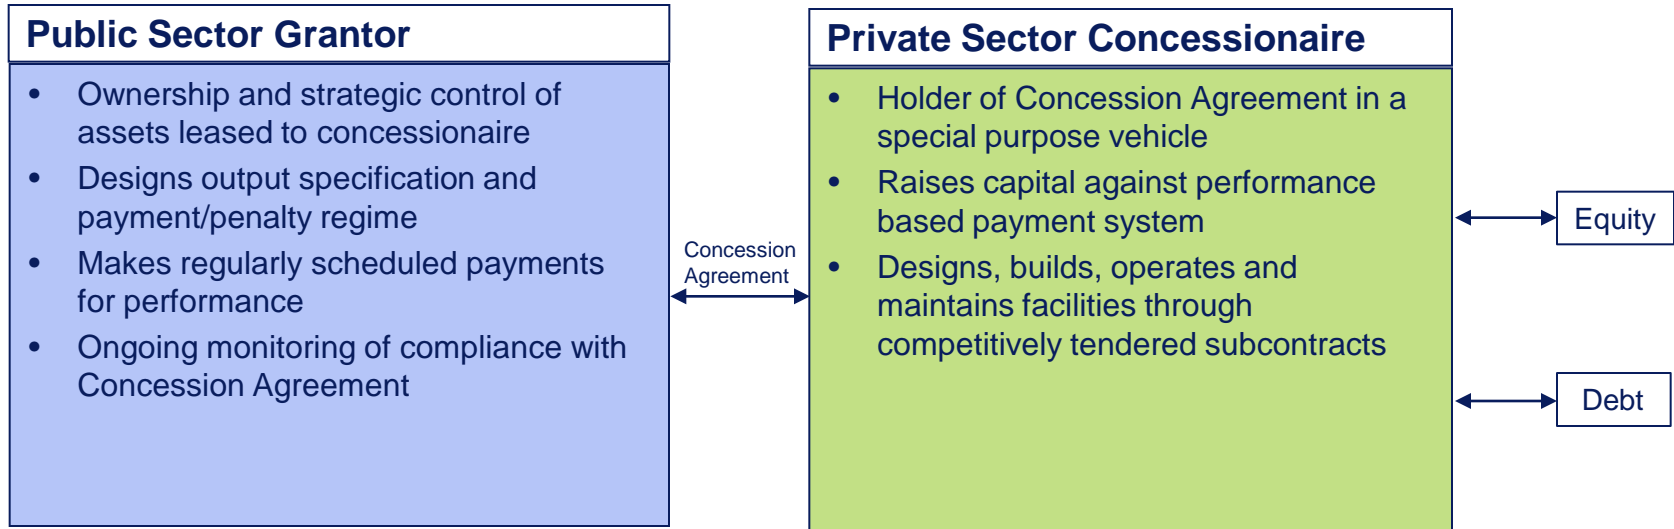 Public Sector Grantor
• Ownership and strategic control of
assets leased to concessionaire
• Designs output specification and
payment/penalty regime
• Makes regularly scheduled payments
for performance
• Ongoing monitoring of compliance with
Concession Agreement
Concession
Agreement
Private Sector Concessionaire
• Holder of Concession Agreement in a
special purpose vehicle
• Raises capital against performance
based payment system
• Designs, builds, operates and
maintains facilities through
competitively tendered subcontracts
Equity
Debt